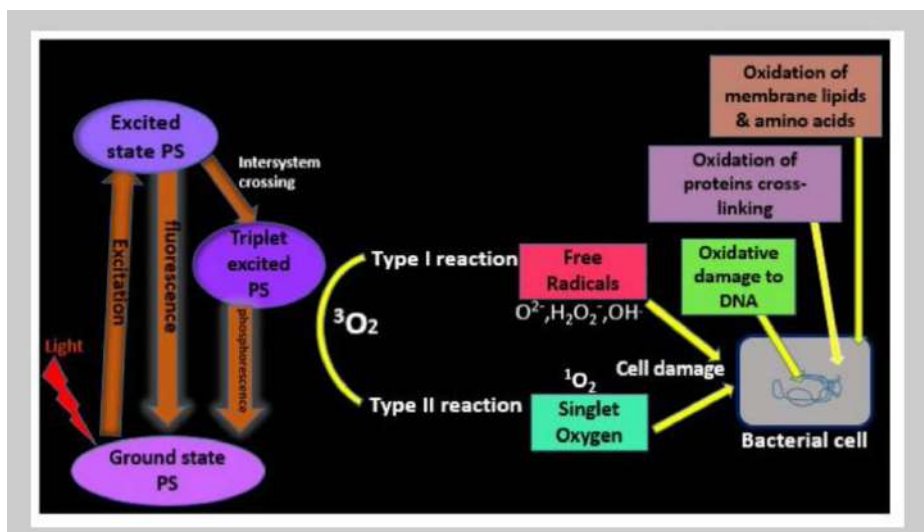 Excited
state PS
Intersystem
crossing
Triplet
excited
PS
Excitation
fluorescence
phosphorescence
Light
Ground state
PS
³O₂
Type I reaction
Free
Radicals
O²⁻,H₂O₂⁻,OH·
Type II reaction
¹O₂
Singlet
Oxygen
Cell damage
Oxidation of
membrane lipids
& amino acids
Oxidation of
proteins cross-
linking
Oxidative
damage to
DNA
Bacterial cell